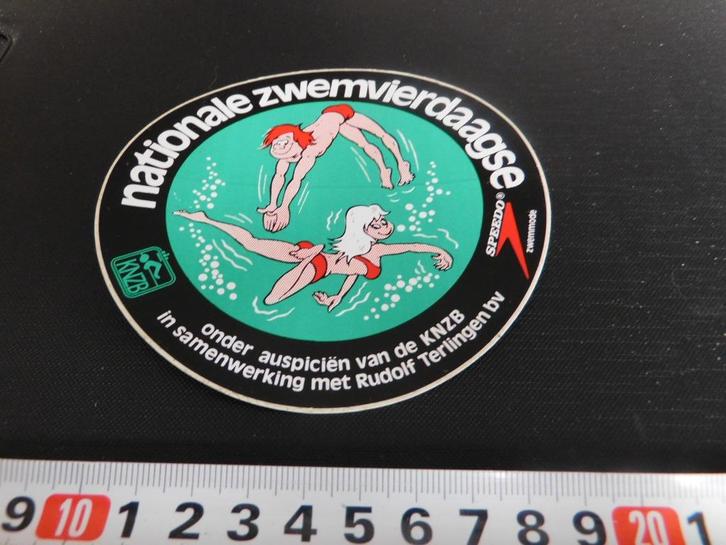 nationale zwemvierdaagse
SPEEDO®
zwemmode
KNZB
onder auspiciën van de KNZB
in samenwerking met Rudolf Terlingen bv
9 10 1 2 3 4 5 6 7 8 9 20 1